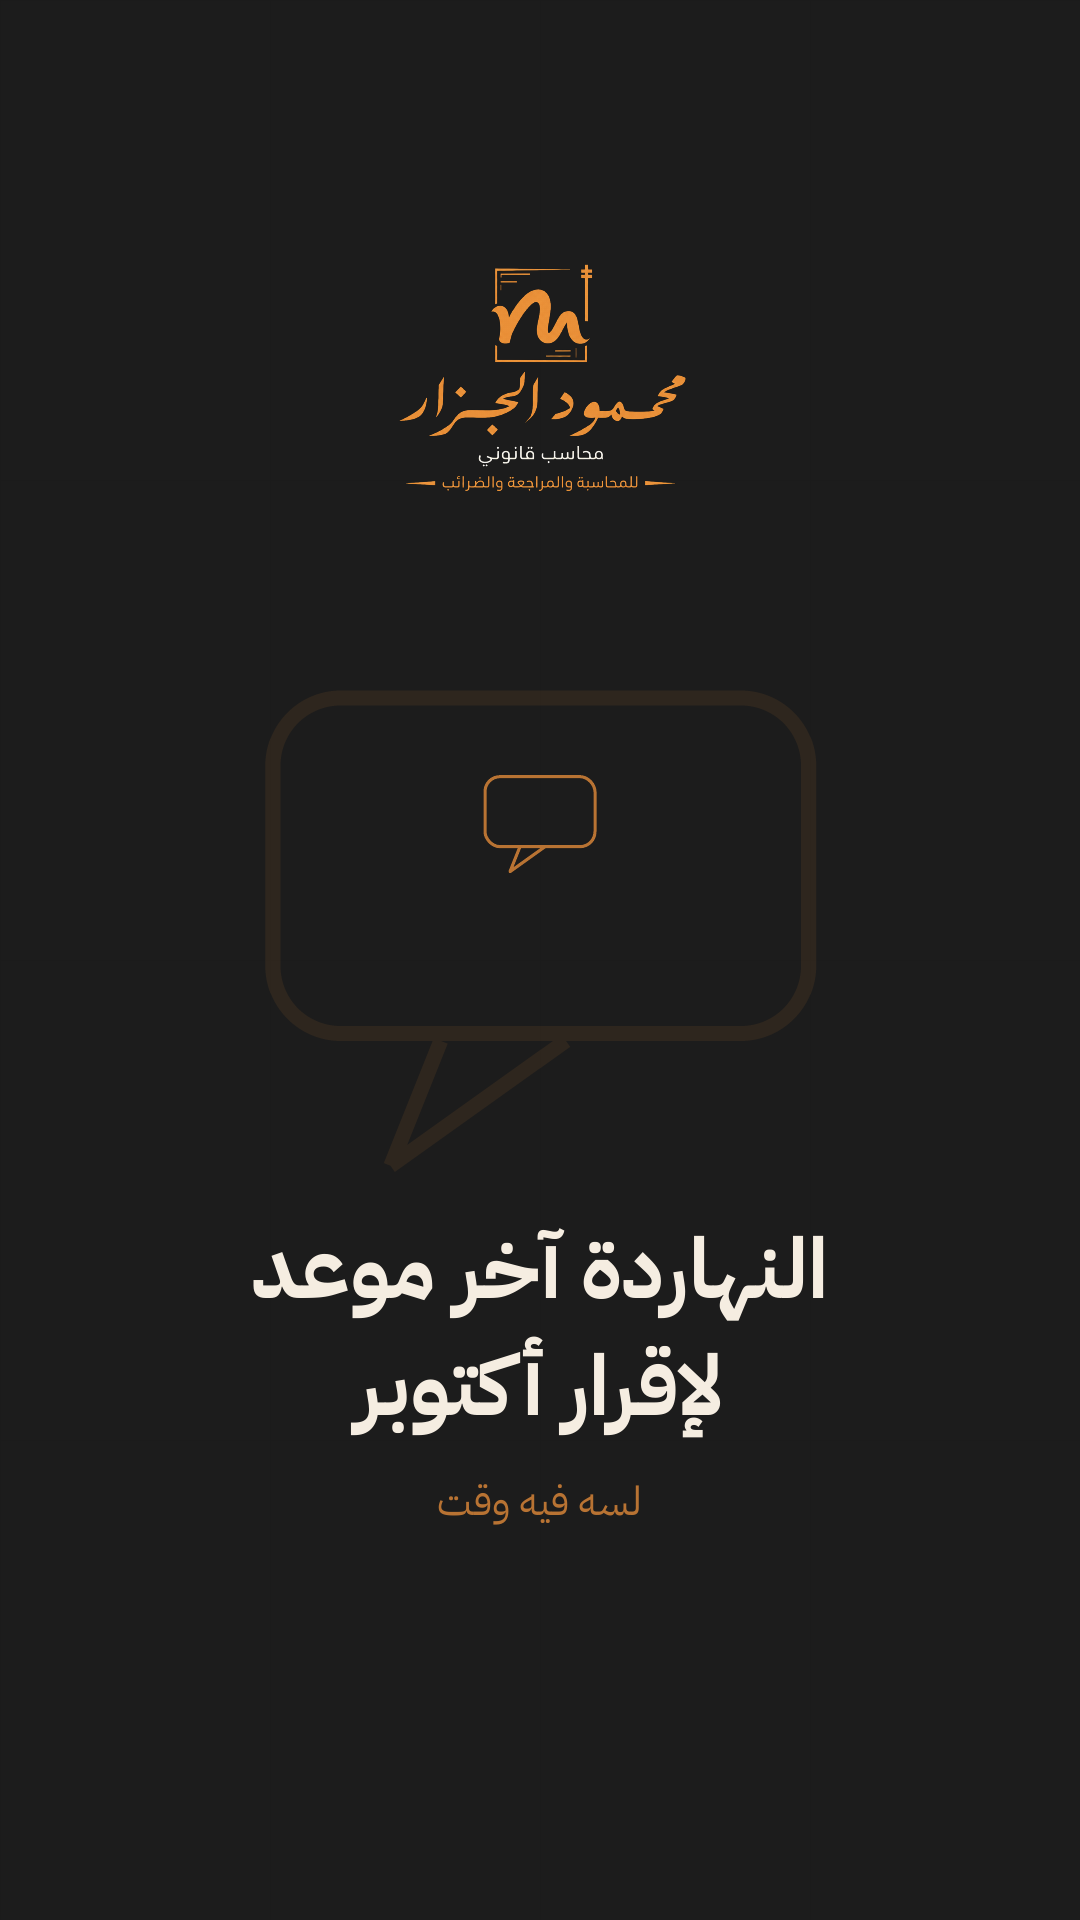 m
محمود الجزار
محاسب قانوني
للمحاسبة والمراجعة والضرائب
النهاردة آخر موعد
لإقرار أكتوبر
لسه فيه وقت